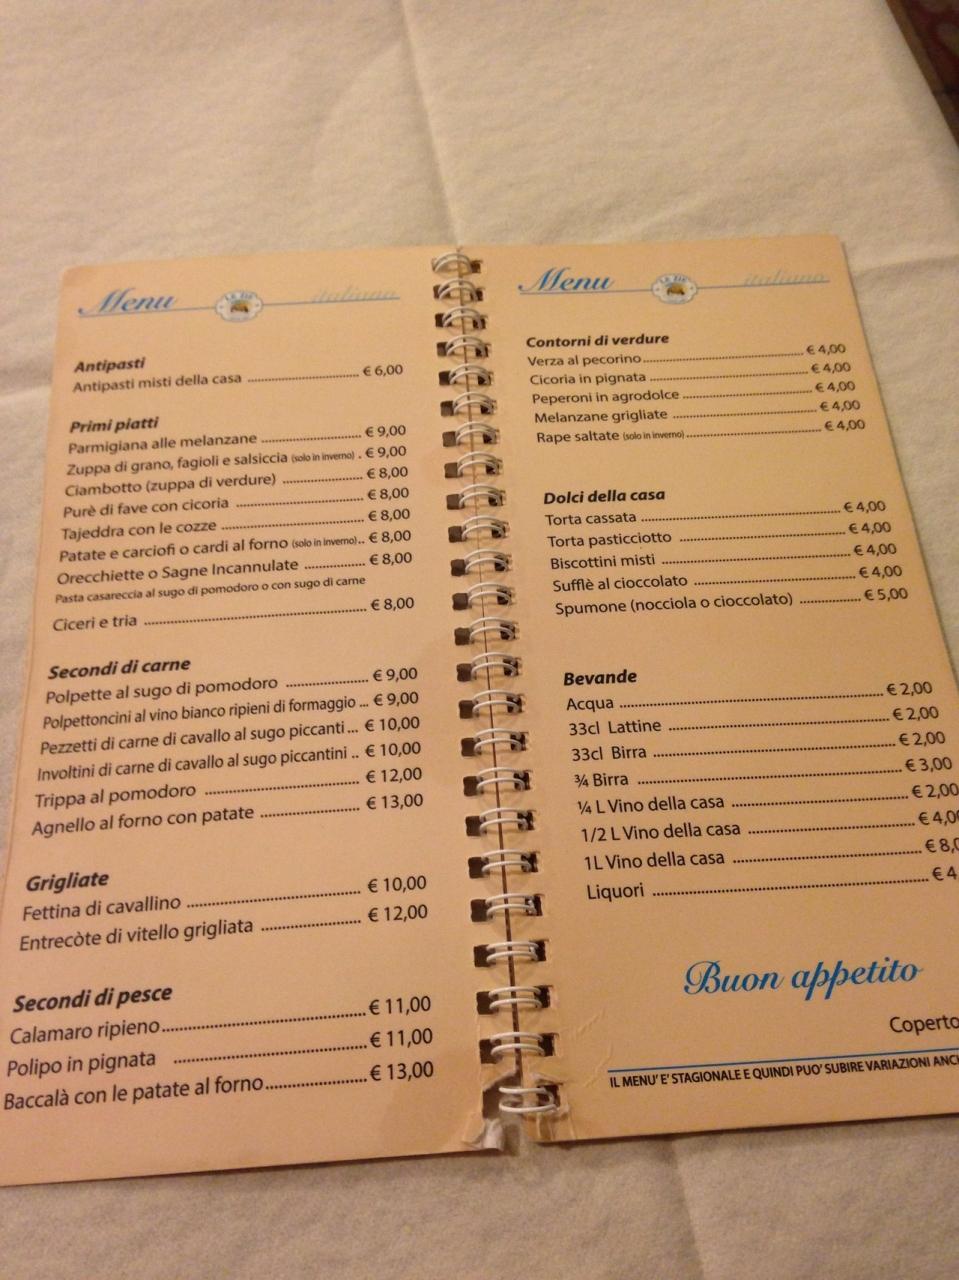 Menu italiano
LE ZIE
Antipasti
Antipasti misti della casa ........................ € 6,00
Primi piatti
Parmigiana alle melanzane ........................ € 9,00
Zuppa di grano, fagioli e salsiccia (solo in inverno) . € 9,00
Ciambotto (zuppa di verdure) ................... € 8,00
Purè di fave con cicoria ............................ € 8,00
Tajeddra con le cozze ............................... € 8,00
Patate e carciofi o cardi al forno (solo in inverno).. € 8,00
Orecchiette o Sagne Incannulate .............. € 8,00
Pasta casareccia al sugo di pomodoro o con sugo di carne
Ciceri e tria .............................................. € 8,00
Secondi di carne
Polpette al sugo di pomodoro ................. € 9,00
Polpettoncini al vino bianco ripieni di formaggio ... € 9,00
Pezzetti di carne di cavallo al sugo piccanti ... € 10,00
Involtini di carne di cavallo al sugo piccantini .. € 10,00
Trippa al pomodoro ................................ € 12,00
Agnello al forno con patate .................... € 13,00
Grigliate
Fettina di cavallino .................................. € 10,00
Entrecòte di vitello grigliata .................... € 12,00
Secondi di pesce
Calamaro ripieno....................................... € 11,00
Polipo in pignata ..................................... € 11,00
Baccalà con le patate al forno.................... € 13,00
Menu italiano
LE ZIE
Contorni di verdure
Verza al pecorino........................................ € 4,00
Cicoria in pignata ....................................... € 4,00
Peperoni in agrodolce ................................ € 4,00
Melanzane grigliate ................................... € 4,00
Rape saltate (solo in inverno) ........................... € 4,00
Dolci della casa
Torta cassata ............................................. € 4,00
Torta pasticciotto ...................................... € 4,00
Biscottini misti .......................................... € 4,00
Sufflè al cioccolato .................................... € 4,00
Spumone (nocciola o cioccolato) .............. € 5,00
Bevande
Acqua ....................................................... € 2,00
33cl Lattine ............................................... € 2,00
33cl Birra .................................................. € 2,00
¾ Birra ...................................................... € 3,00
¼ L Vino della casa ................................... € 2,00
1/2 L Vino della casa ................................. € 4,0
1L Vino della casa ..................................... € 8,
Liquori ...................................................... € 4
Buon appetito
Coperto
IL MENU' E' STAGIONALE E QUINDI PUO' SUBIRE VARIAZIONI